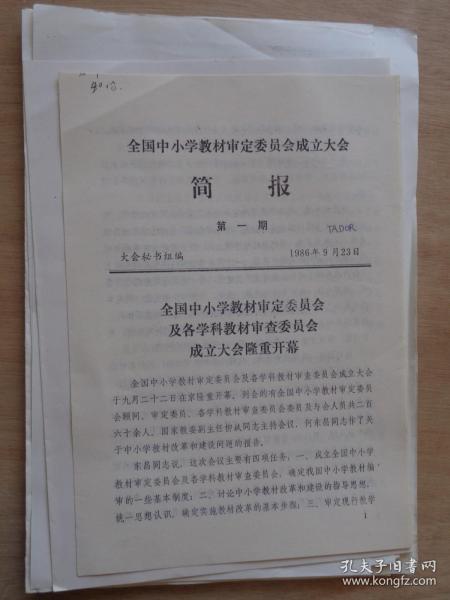 全国中小学教材审定委员会成立大会
简 报
第 一 期
TADOR
大会秘书组编 1986年9月23日
全国中小学教材审定委员会
及各学科教材审查委员会
成立大会隆重开幕
全国中小学教材审定委员会及各学科教材审查委员会成立大会
于九月二十二日在京隆重开幕。到会的有全国中小学教材审定委员
会顾问、审定委员、各学科教材审查委员会委员及与会人员共二百
六十余人。国家教委副主任柳斌同志主持会议,何东昌同志作了关
于中小学教材改革和建设问题的报告。
东昌同志说,这次会议主要有四项任务:一、成立全国中小学
教材审定委员会及各学科教材审查委员会,确定我国中小学教材编
审的一些基本制度;二、讨论中小学教材改革和建设的指导思想,
统一思想认识,确定实施教材改革的基本步骤;三、审定现行教学
1
孔夫子旧书网
www.kongfz.com